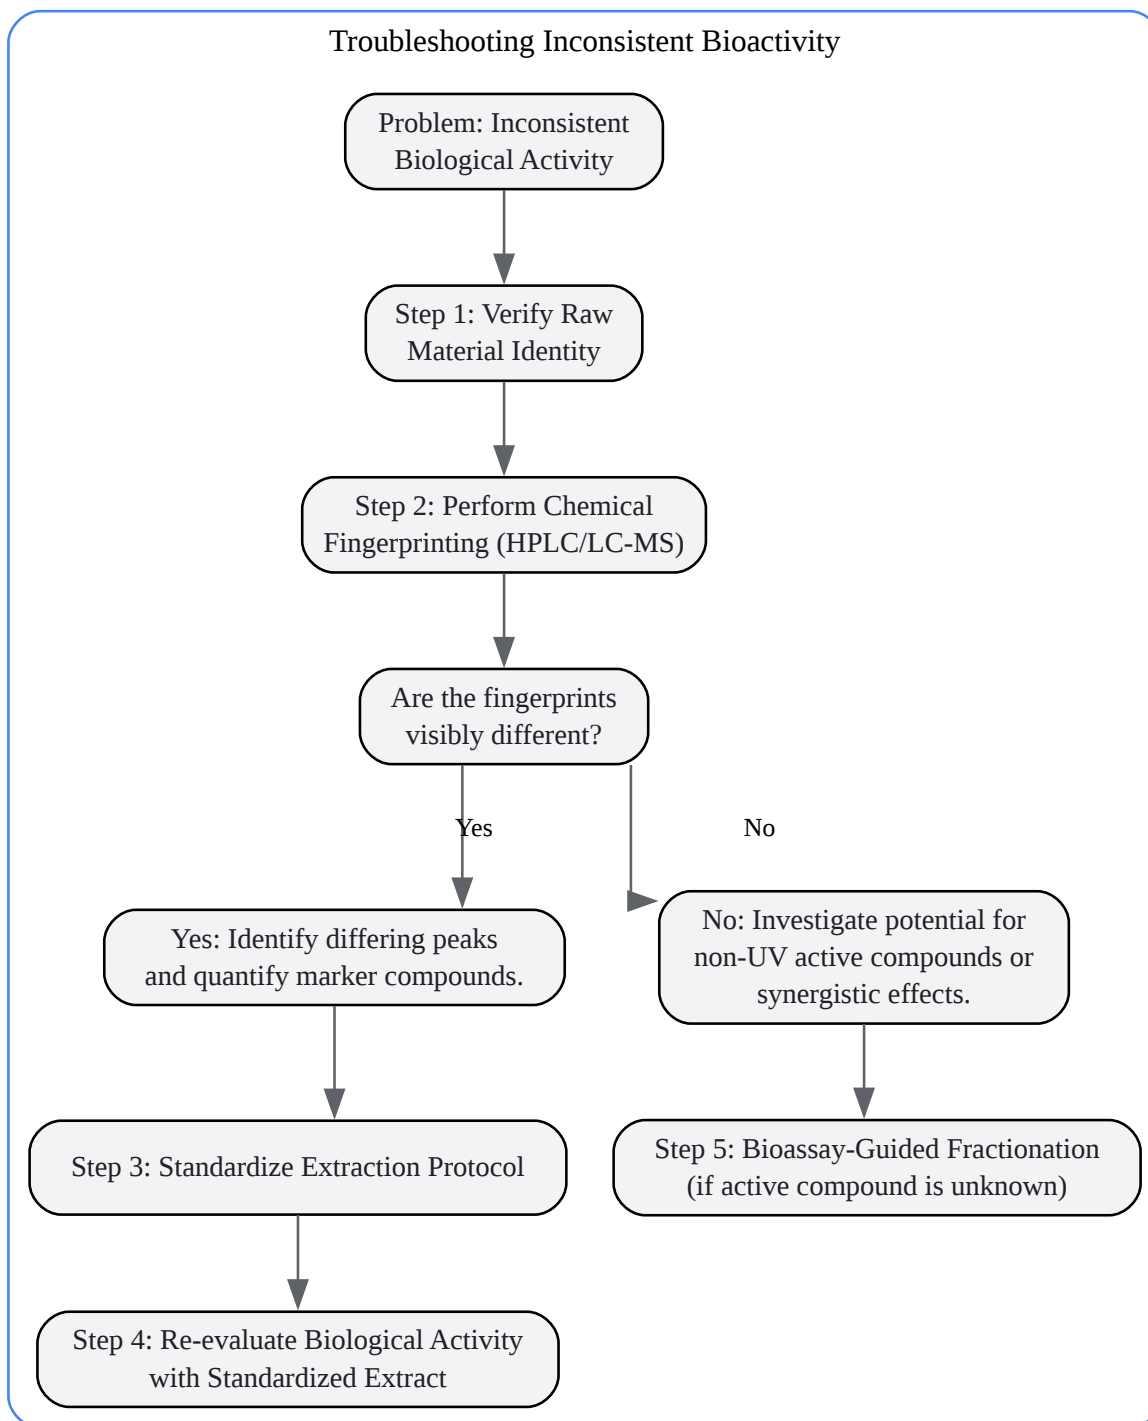 Troubleshooting Inconsistent Bioactivity
Problem: Inconsistent
Biological Activity
Step 1: Verify Raw
Material Identity
Step 2: Perform Chemical
Fingerprinting (HPLC/LC-MS)
Are the fingerprints
visibly different?
Yes
No
Yes: Identify differing peaks
and quantify marker compounds.
No: Investigate potential for
non-UV active compounds or
synergistic effects.
Step 3: Standardize Extraction Protocol
Step 5: Bioassay-Guided Fractionation
(if active compound is unknown)
Step 4: Re-evaluate Biological Activity
with Standardized Extract